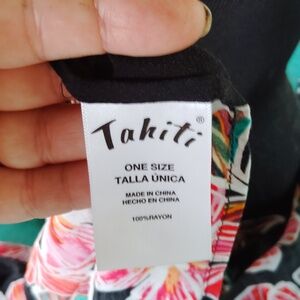 Tahiti®
ONE SIZE
TALLA ÚNICA
MADE IN CHINA
HECHO EN CHINA
100%RAYON